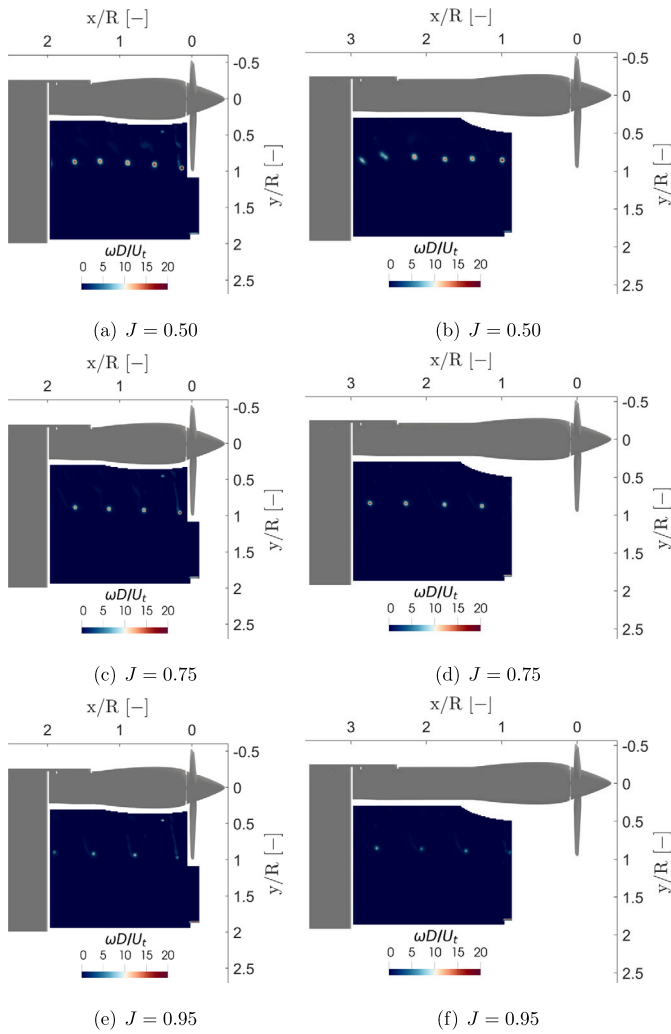 x/R [−]
x/R [−]
2 1 0
3 2 1 0
-0.5
0
0.5
1
1.5
2
2.5
y/R [−]
-0.5
0
0.5
1
1.5
2
2.5
y/R [−]
ωD/Uₜ
0 5 10 15 20
ωD/Uₜ
0 5 10 15 20
(a) J = 0.50
(b) J = 0.50
x/R [−]
x/R [−]
2 1 0
3 2 1 0
-0.5
0
0.5
1
1.5
2
2.5
y/R [−]
-0.5
0
0.5
1
1.5
2
2.5
y/R [−]
ωD/Uₜ
0 5 10 15 20
ωD/Uₜ
0 5 10 15 20
(c) J = 0.75
(d) J = 0.75
x/R [−]
x/R [−]
2 1 0
3 2 1 0
-0.5
0
0.5
1
1.5
2
2.5
y/R [−]
-0.5
0
0.5
1
1.5
2
2.5
y/R [−]
ωD/Uₜ
0 5 10 15 20
ωD/Uₜ
0 5 10 15 20
(e) J = 0.95
(f) J = 0.95